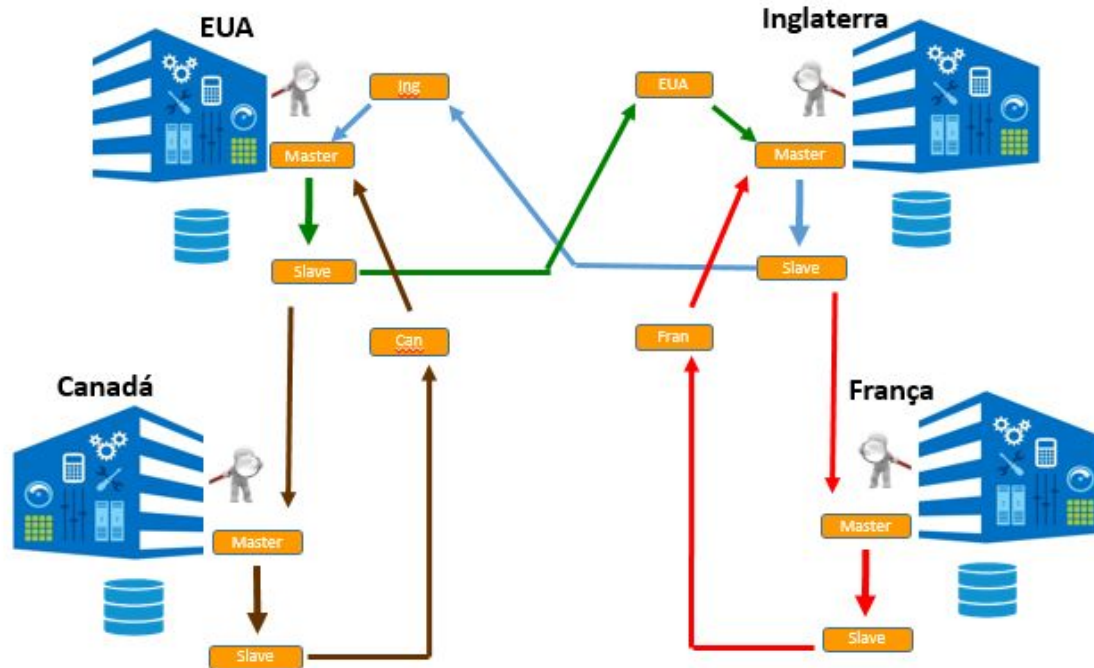 EUA
Inglaterra
Ing
EUA
Master
Master
Slave
Slave
Can
Fran
Canadá
França
Master
Master
Slave
Slave